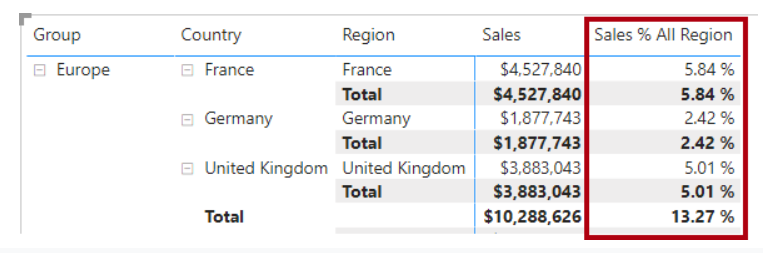 Group Country Region Sales Sales % All Region
Europe France France $4,527,840 5.84 %
Total $4,527,840 5.84 %
Germany Germany $1,877,743 2.42 %
Total $1,877,743 2.42 %
United Kingdom United Kingdom $3,883,043 5.01 %
Total $3,883,043 5.01 %
Total $10,288,626 13.27 %